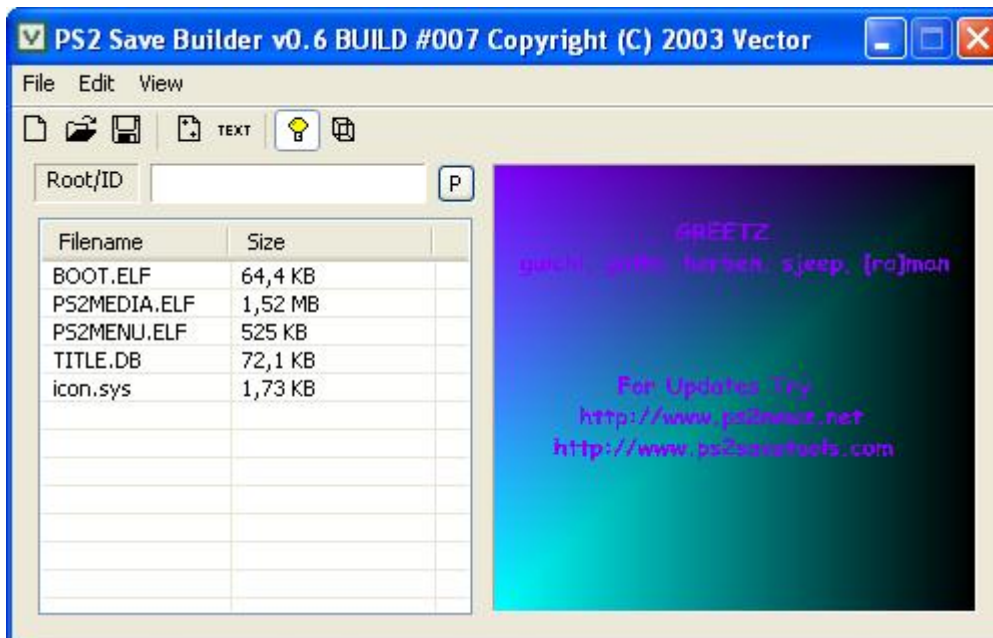 PS2 Save Builder v0.6 BUILD #007 Copyright (C) 2003 Vector
File Edit View
TEXT
Root/ID P
Filename Size
BOOT.ELF 64,4 KB
PS2MEDIA.ELF 1,52 MB
PS2MENU.ELF 525 KB
TITLE.DB 72,1 KB
icon.sys 1,73 KB
GREETZ
sjeep, [ro]man
For Updates Try
http://www.ps2savetools.com